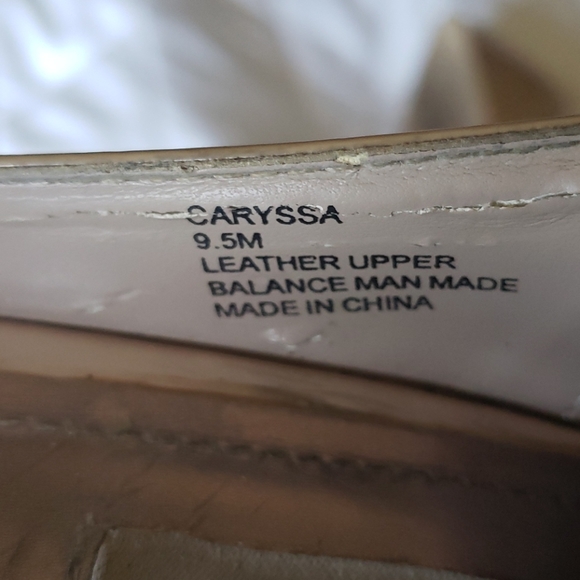 CARYSSA
9.5M
LEATHER UPPER
BALANCE MAN MADE
MADE IN CHINA